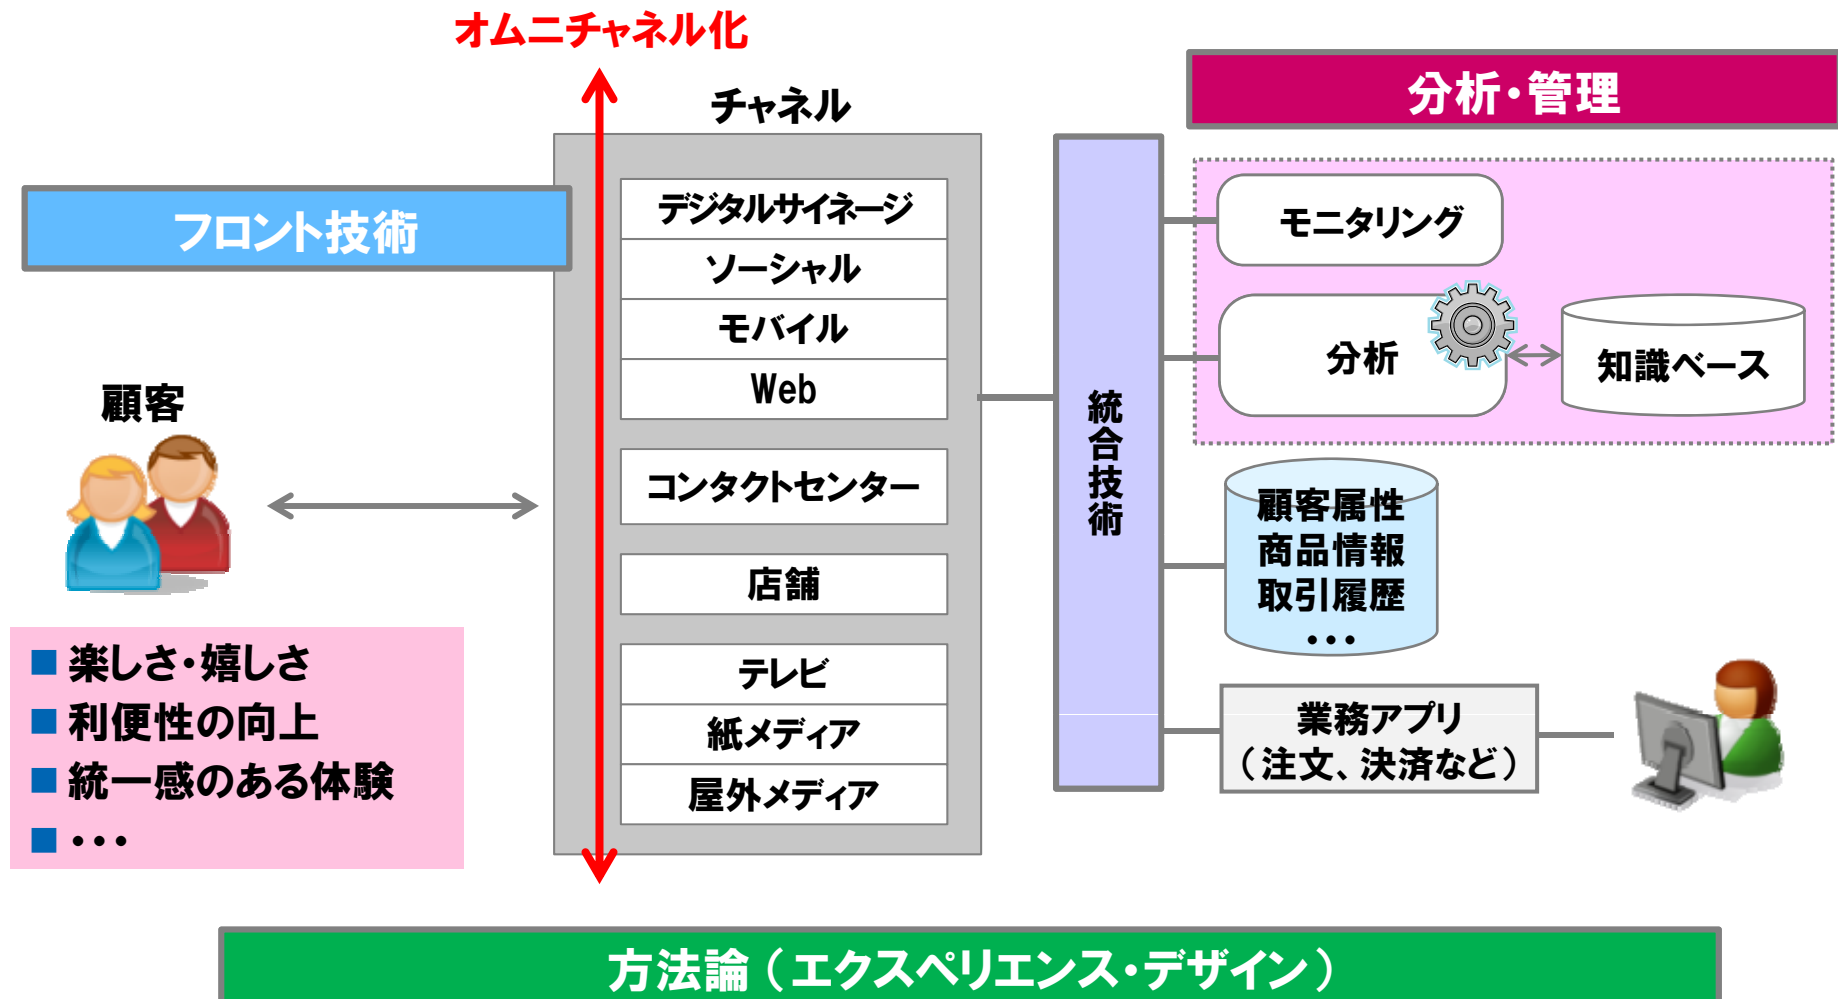 オムニチャネル化
チャネル
分析・管理
フロント技術
デジタルサイネージ
ソーシャル
モバイル
Web
コンタクトセンター
店舗
テレビ
紙メディア
屋外メディア
顧客
■ 楽しさ・嬉しさ
■ 利便性の向上
■ 統一感のある体験
■ ・・・
統合技術
モニタリング
分析
知識ベース
顧客属性
商品情報
取引履歴
・・・
業務アプリ
（注文、決済など）
方法論（エクスペリエンス・デザイン）